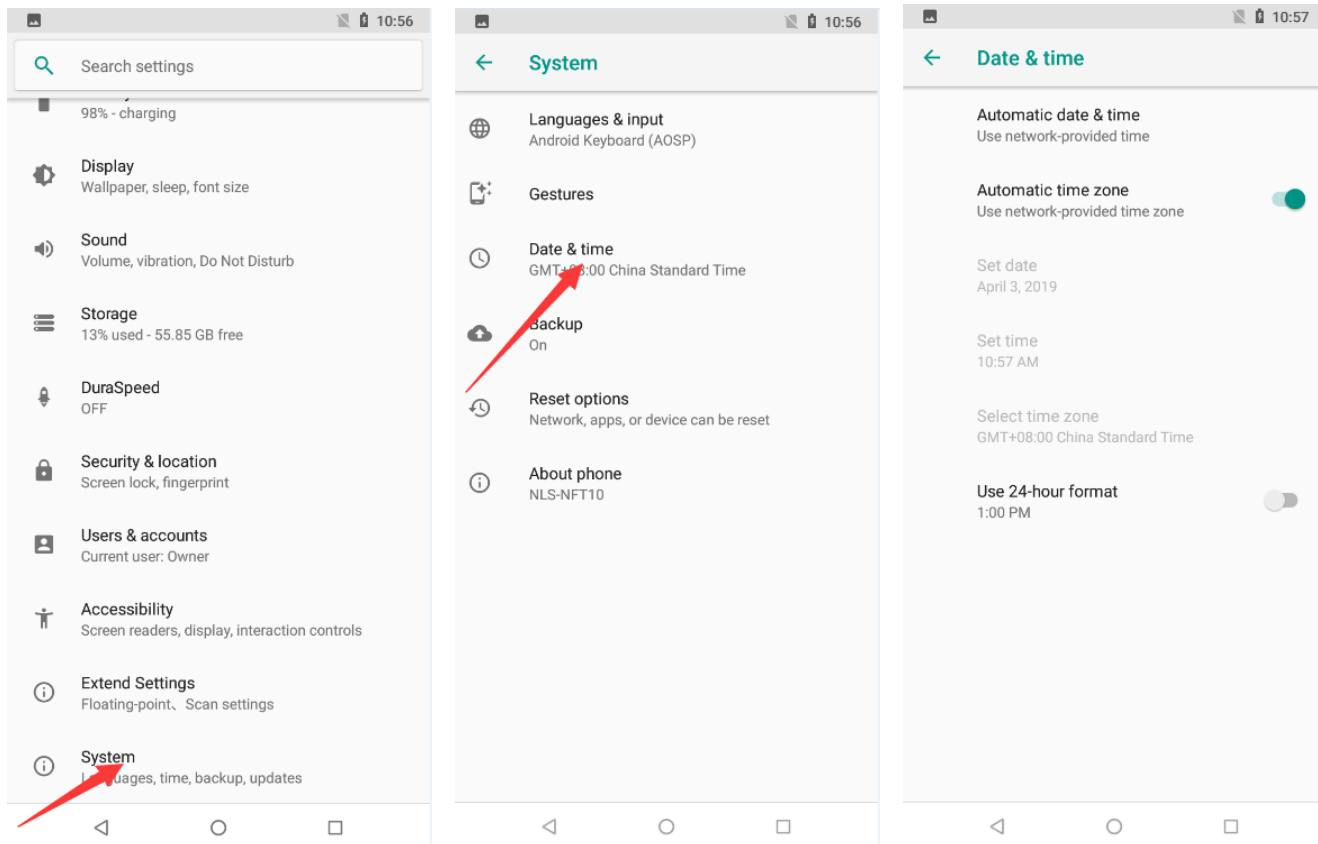 10:56
Search settings
98% - charging
Display
Wallpaper, sleep, font size
Sound
Volume, vibration, Do Not Disturb
Storage
13% used - 55.85 GB free
DuraSpeed
OFF
Security & location
Screen lock, fingerprint
Users & accounts
Current user: Owner
Accessibility
Screen readers, display, interaction controls
Extend Settings
Floating-point、Scan settings
System
Languages, time, backup, updates
10:56
System
Languages & input
Android Keyboard (AOSP)
Gestures
Date & time
GMT+08:00 China Standard Time
Backup
On
Reset options
Network, apps, or device can be reset
About phone
NLS-NFT10
10:57
Date & time
Automatic date & time
Use network-provided time
Automatic time zone
Use network-provided time zone
Set date
April 3, 2019
Set time
10:57 AM
Select time zone
GMT+08:00 China Standard Time
Use 24-hour format
1:00 PM